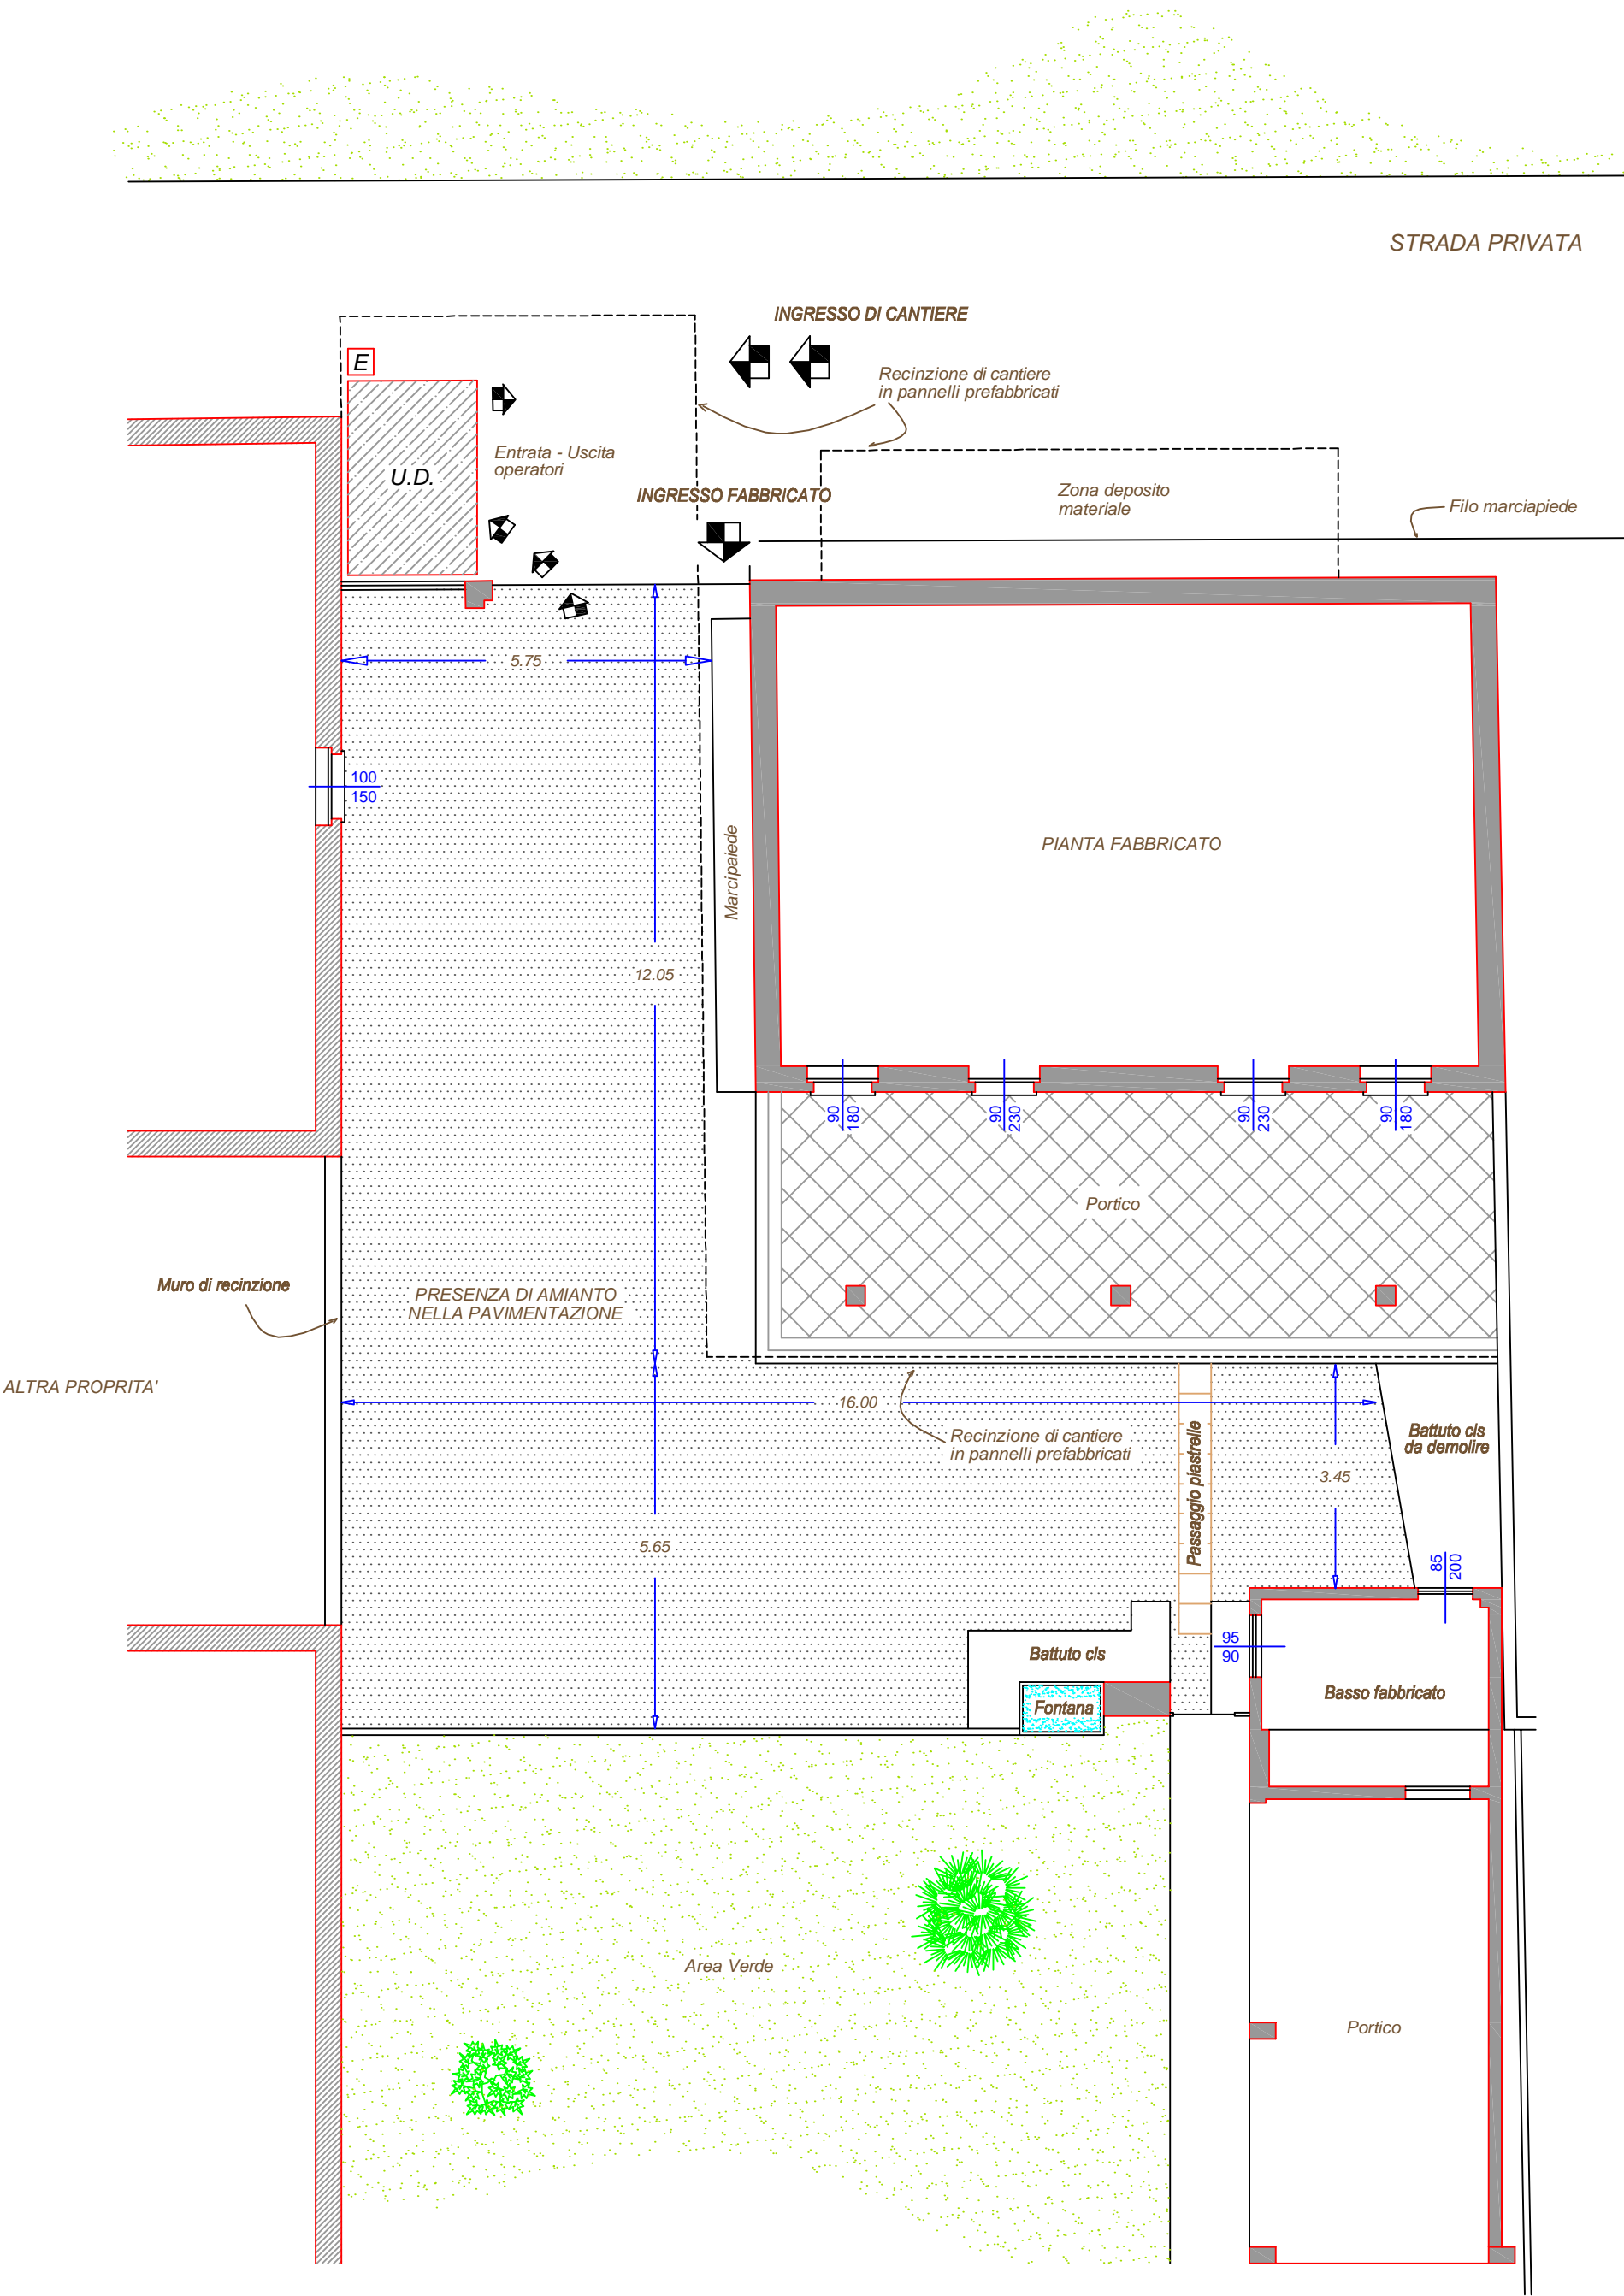 STRADA PRIVATA
INGRESSO DI CANTIERE
E
Recinzione di cantiere
in pannelli prefabbricati
Entrata - Uscita
operatori
U.D.
INGRESSO FABBRICATO
Zona deposito
materiale
Filo marciapiede
5.75
100
150
Marcipaiede
PIANTA FABBRICATO
12.05
90
180
90
230
90
230
90
180
Portico
Muro di recinzione
PRESENZA DI AMIANTO
NELLA PAVIMENTAZIONE
ALTRA PROPRITA'
16.00
Recinzione di cantiere
in pannelli prefabbricati
Passaggio piastrelle
Battuto cls
da demolire
3.45
5.65
85
200
95
90
Battuto cls
Fontana
Basso fabbricato
Area Verde
Portico